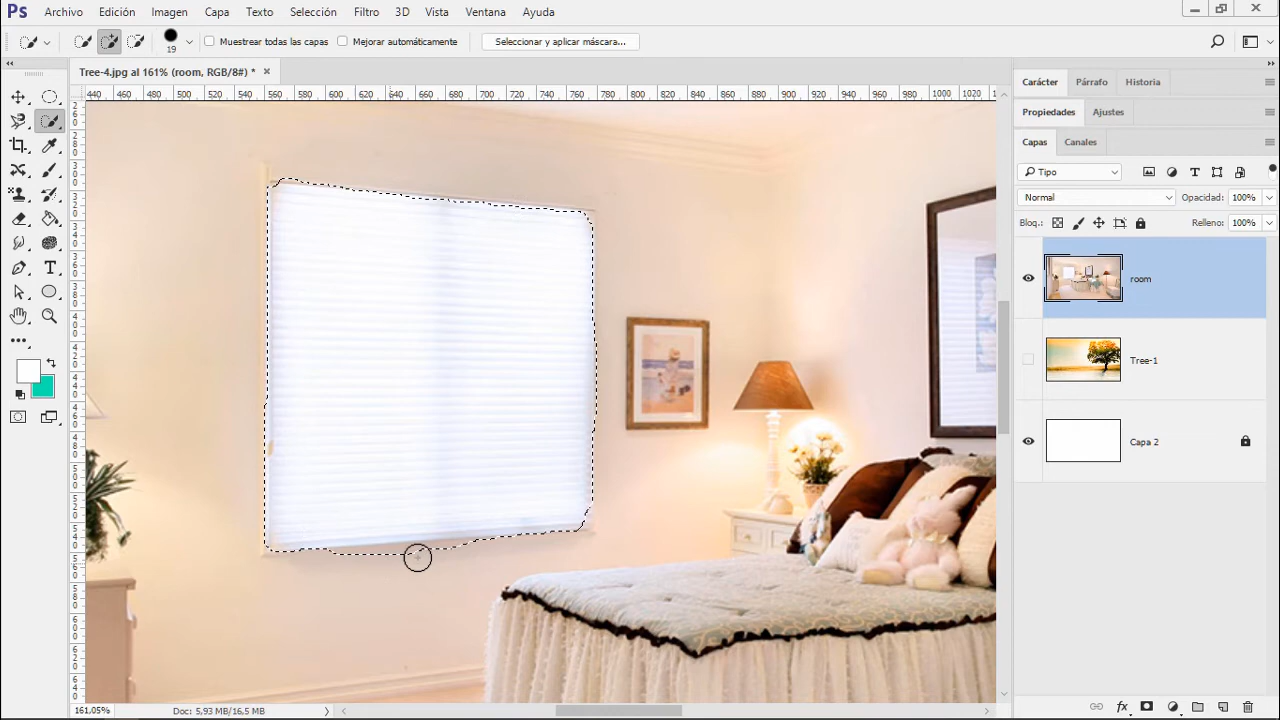 Ps Archivo Edición Imagen Capa Texto Selección Filtro 3D Vista Ventana Ayuda
19 Muestrear todas las capas Mejorar automáticamente Seleccionar y aplicar máscara...
Tree-4.jpg al 161% (room, RGB/8#) * ×
440 460 480 500 520 540 560 580 600 620 640 660 680 700 720 740 760 780 800 820 840 860 880 900 920 940 960 980 1000 1020
Carácter Párrafo Historia
Propiedades Ajustes
Capas Canales
Tipo
Normal Opacidad: 100%
Bloq.: Relleno: 100%
room
Tree-1
Capa 2
161,05% Doc: 5,93 MB/16,5 MB